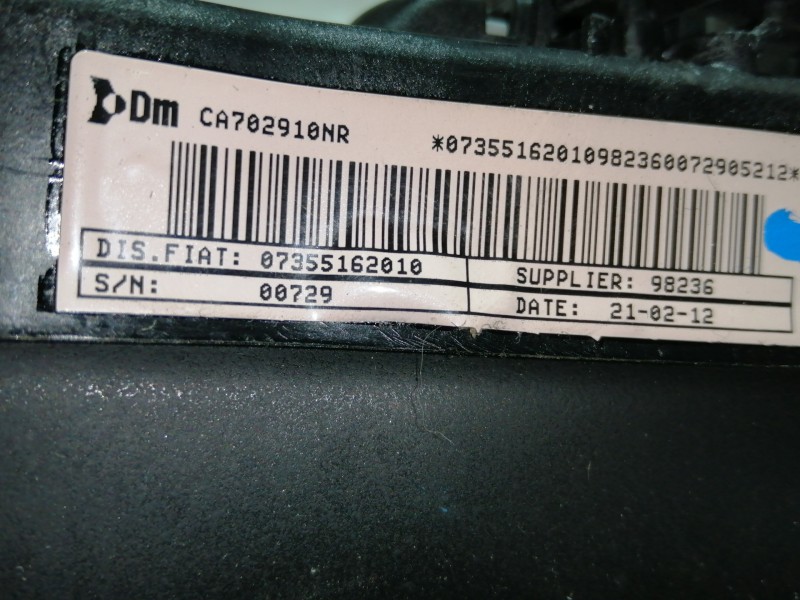 Dm CA702910NR *07355162010982360072905212*
DIS.FIAT: 07355162010 SUPPLIER: 98236
S/N: 00729 DATE: 21-02-12